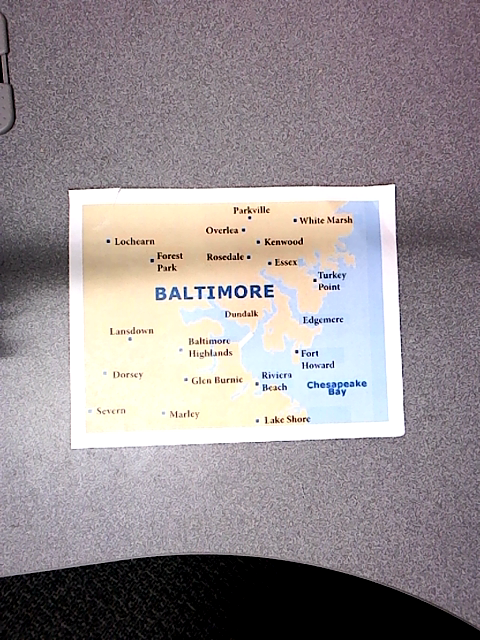 Parkville
White Marsh
Overlea
Lochearn
Kenwood
Forest
Park
Rosedale
Essex
Turkey
Point
BALTIMORE
Dundalk
Edgemere
Lansdown
Baltimore
Highlands
Fort
Howard
Dorsey
Glen Burnie
Riviera
Beach
Chesapeake
Bay
Severn
Marley
Lake Shore